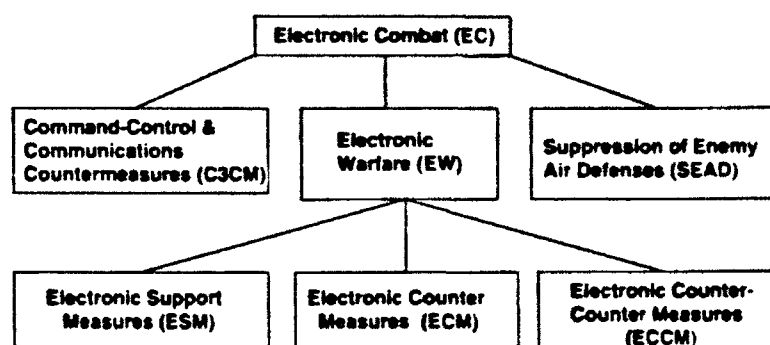 Electronic Combat (EC)
Command-Control &
Communications
Countermeasures (C3CM)
Electronic
Warfare (EW)
Suppression of Enemy
Air Defenses (SEAD)
Electronic Support
Measures (ESM)
Electronic Counter
Measures (ECM)
Electronic Counter-
Counter Measures
(ECCM)